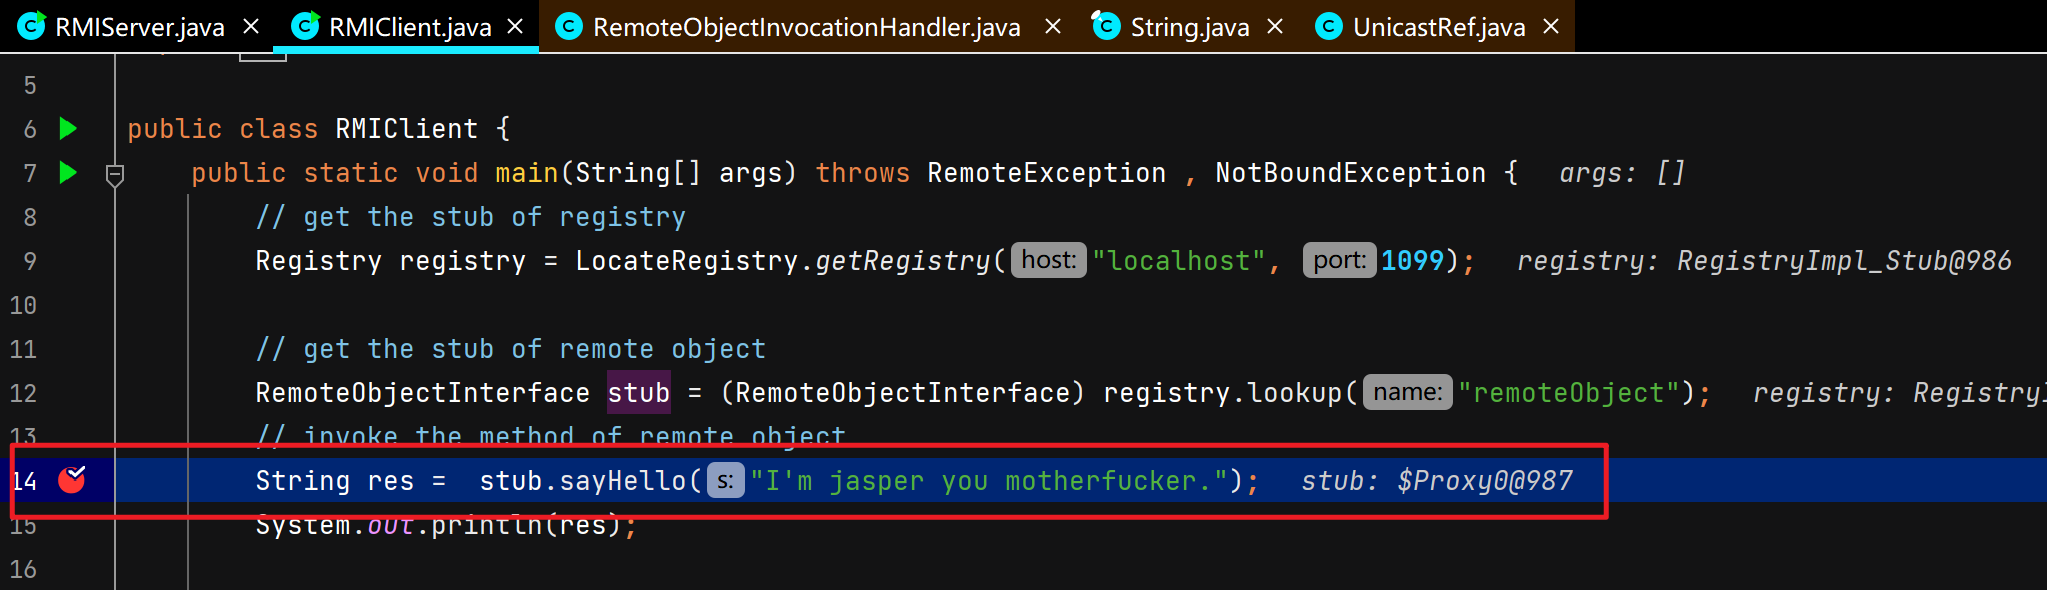 RMIServer.java RMIClient.java RemoteObjectInvocationHandler.java String.java UnicastRef.java
5
6 public class RMIClient {
7 public static void main(String[] args) throws RemoteException , NotBoundException { args: []
8 // get the stub of registry
9 Registry registry = LocateRegistry.getRegistry( host: "localhost", port: 1099); registry: RegistryImpl_Stub@986
10
11 // get the stub of remote object
12 RemoteObjectInterface stub = (RemoteObjectInterface) registry.lookup( name: "remoteObject"); registry: Registry
13 // invoke the method of remote object
14 String res = stub.sayHello( s: "I'm jasper you motherfucker."); stub: $Proxy0@987
15 System.out.println(res);
16